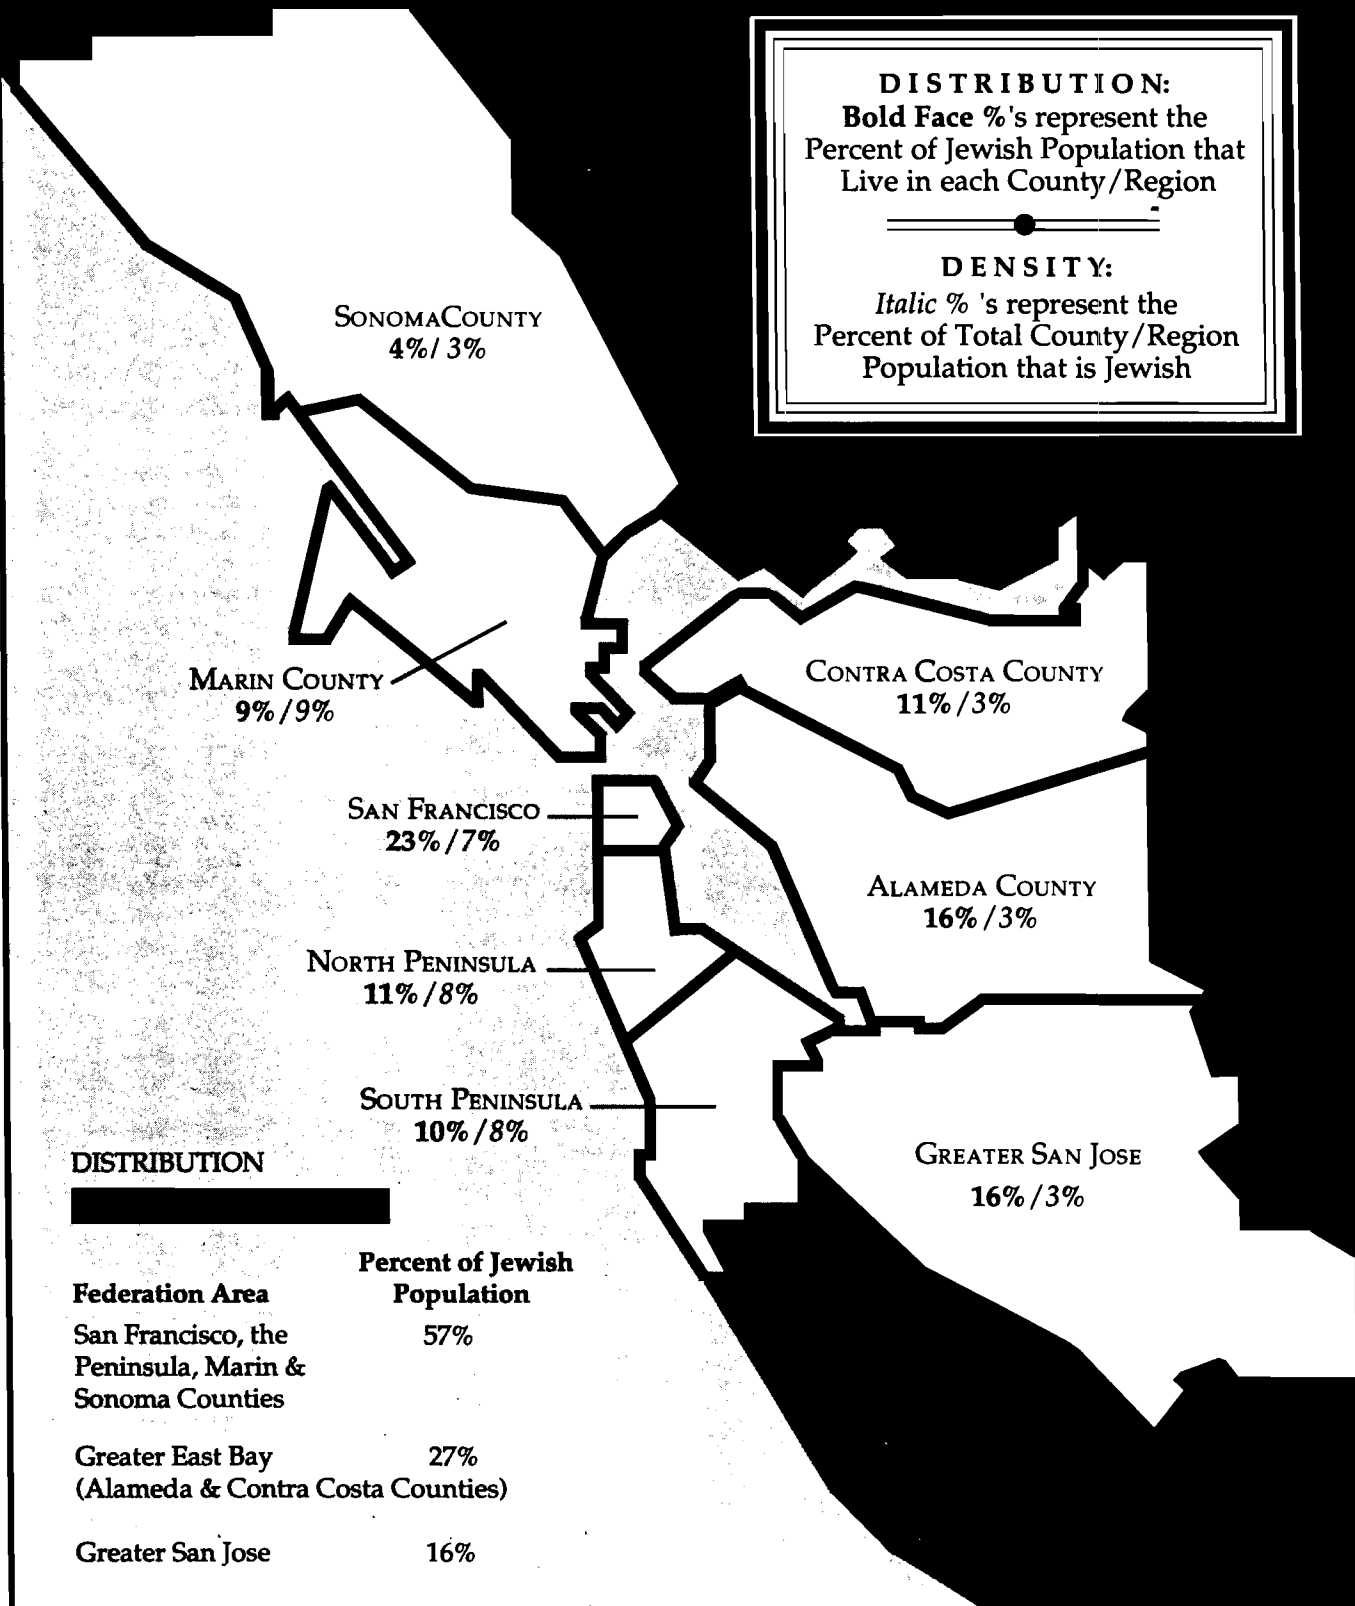 DISTRIBUTION:
Bold Face %'s represent the
Percent of Jewish Population that
Live in each County/Region
DENSITY:
Italic % 's represent the
Percent of Total County/Region
Population that is Jewish
SONOMACOUNTY
4%/ 3%
MARIN COUNTY
9%/9%
CONTRA COSTA COUNTY
11%/3%
SAN FRANCISCO
23%/7%
ALAMEDA COUNTY
16%/3%
NORTH PENINSULA
11%/8%
SOUTH PENINSULA
10%/8%
GREATER SAN JOSE
16%/3%
DISTRIBUTION
Percent of Jewish
Federation Area Population
San Francisco, the 57%
Peninsula, Marin &
Sonoma Counties
Greater East Bay 27%
(Alameda & Contra Costa Counties)
Greater San Jose 16%